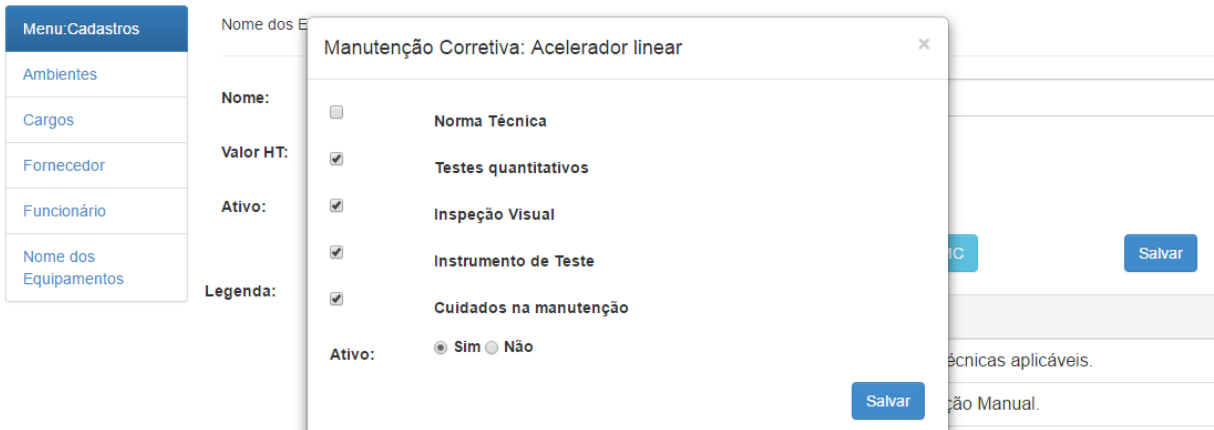 Menu:Cadastros
Ambientes
Cargos
Fornecedor
Funcionário
Nome dos
Equipamentos
Nome dos E
Nome:
Valor HT:
Ativo:
Legenda:
Manutenção Corretiva: Acelerador linear
×
Norma Técnica
Testes quantitativos
Inspeção Visual
Instrumento de Teste
Cuidados na manutenção
Ativo: Sim Não
Salvar
IC
Salvar
écnicas aplicáveis.
ção Manual.